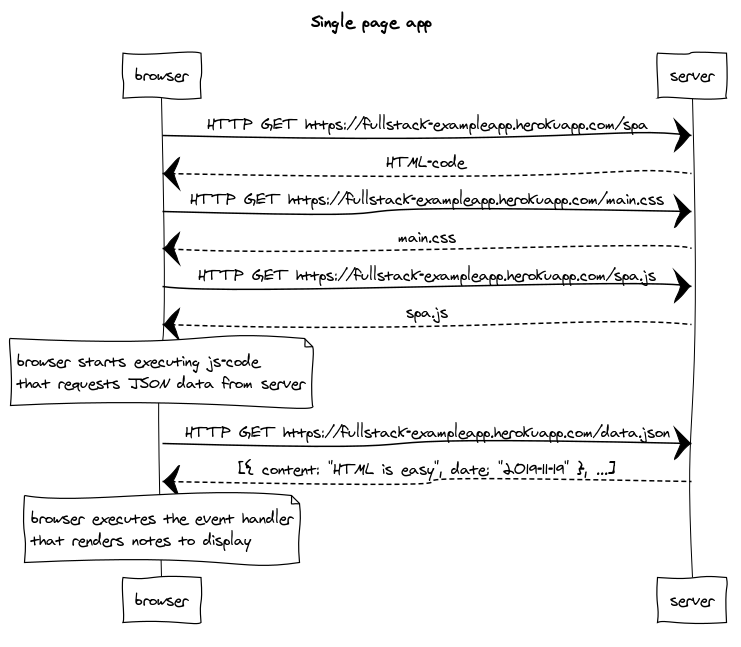 Single page app
browser
server
HTTP GET https://fullstack-exampleapp.herokuapp.com/spa
HTML-code
HTTP GET https://fullstack-exampleapp.herokuapp.com/main.css
main.css
HTTP GET https://fullstack-exampleapp.herokuapp.com/spa.js
spa.js
browser starts executing js-code
that requests JSON data from server
HTTP GET https://fullstack-exampleapp.herokuapp.com/data.json
[{ content: "HTML is easy", date: "2019-11-19" }, ...]
browser executes the event handler
that renders notes to display
browser
server